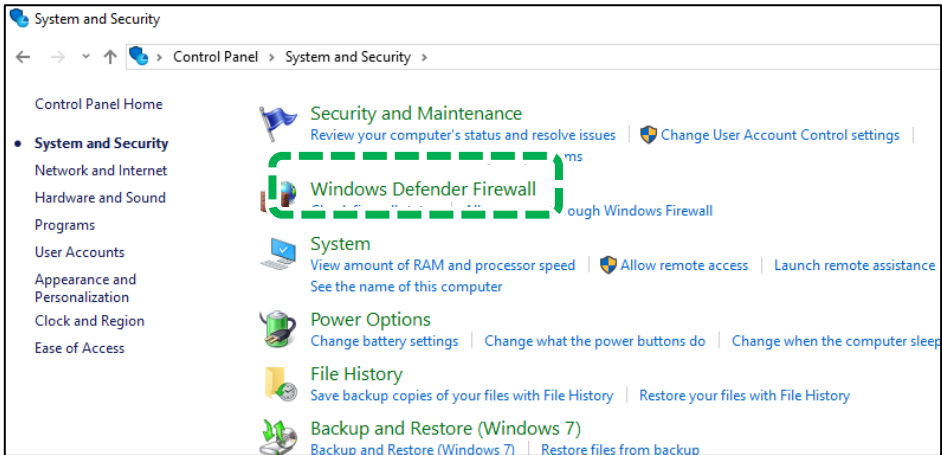 System and Security
Control Panel > System and Security >
Control Panel Home
System and Security
Network and Internet
Hardware and Sound
Programs
User Accounts
Appearance and
Personalization
Clock and Region
Ease of Access
Security and Maintenance
Review your computer's status and resolve issues | Change User Account Control settings |
Windows Defender Firewall
Windows Firewall
System
View amount of RAM and processor speed | Allow remote access | Launch remote assistance
See the name of this computer
Power Options
Change battery settings | Change what the power buttons do | Change when the computer sleep
File History
Save backup copies of your files with File History | Restore your files with File History
Backup and Restore (Windows 7)
Backup and Restore (Windows 7) | Restore files from backup